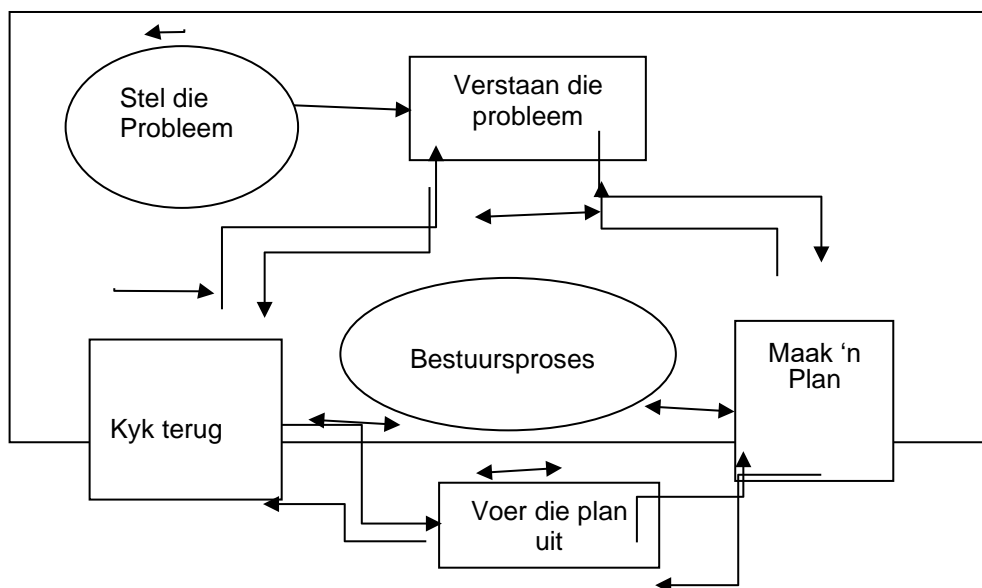 Stel die
Probleem
Verstaan die
probleem
Bestuursproses
Maak ‘n
Plan
Kyk terug
Voer die plan
uit